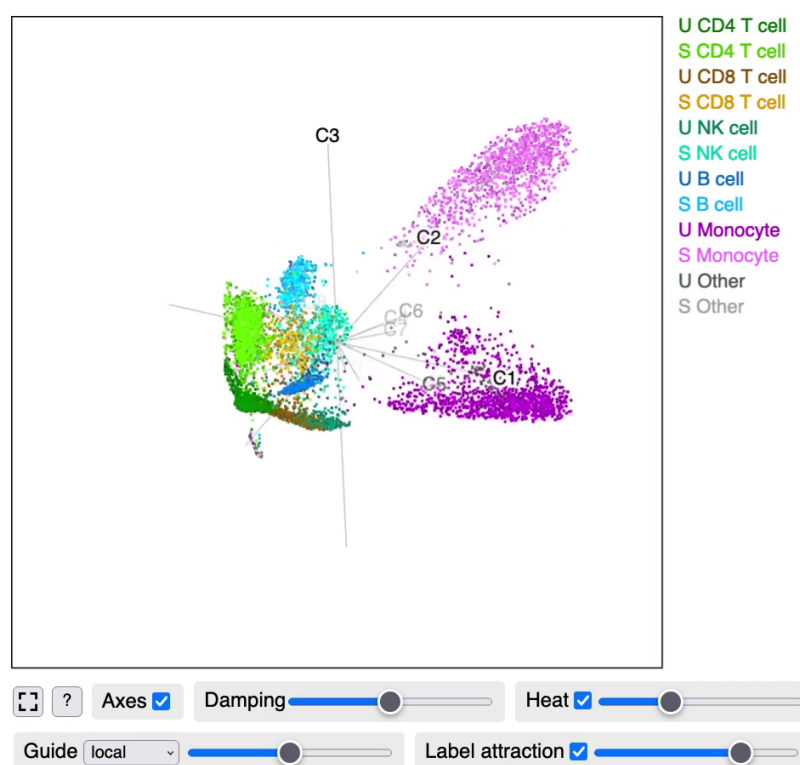 C3
C2
C6
C7
C5
C1
U CD4 T cell
S CD4 T cell
U CD8 T cell
S CD8 T cell
U NK cell
S NK cell
U B cell
S B cell
U Monocyte
S Monocyte
U Other
S Other
? Axes Damping Heat
Guide local Label attraction